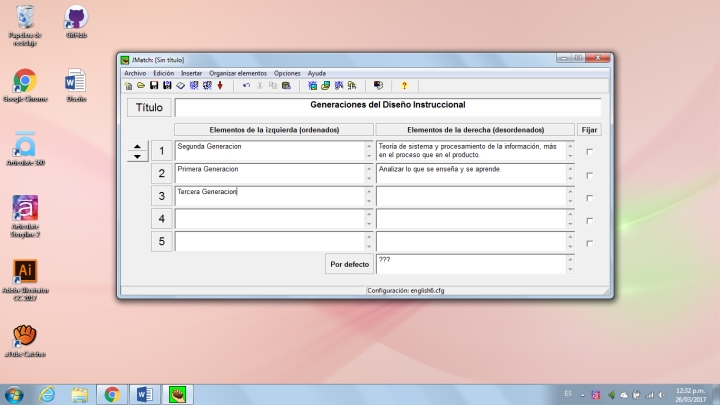 Papelera de
reciclaje
GitHub
Google Chrome
Diseño
Articulate 360
Articulate
Storyline 2
Adobe Illustrator
CC 2017
aTube Catcher
JMatch: [Sin título]
Archivo Edición Insertar Organizar elementos Opciones Ayuda
Título
Generaciones del Diseño Instruccional
Elementos de la izquierda (ordenados)
Elementos de la derecha (desordenados)
Fijar
1
Segunda Generacion
Teoría de sistema y procesamiento de la información, más
en el proceso que en el producto.
2
Primera Generacion
Analizar lo que se enseña y se aprende.
3
Tercera Generacion
4
5
Por defecto
???
Configuración: english6.cfg
ES
12:32 p.m.
26/03/2017